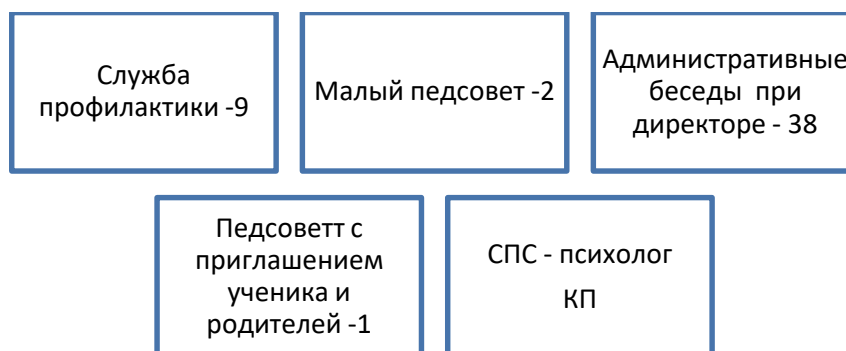 Служба
профилактики -9
Малый педсовет -2
Административные
беседы при
директоре - 38
Педсоветт с
приглашением
ученика и
родителей -1
СПС - психолог
КП